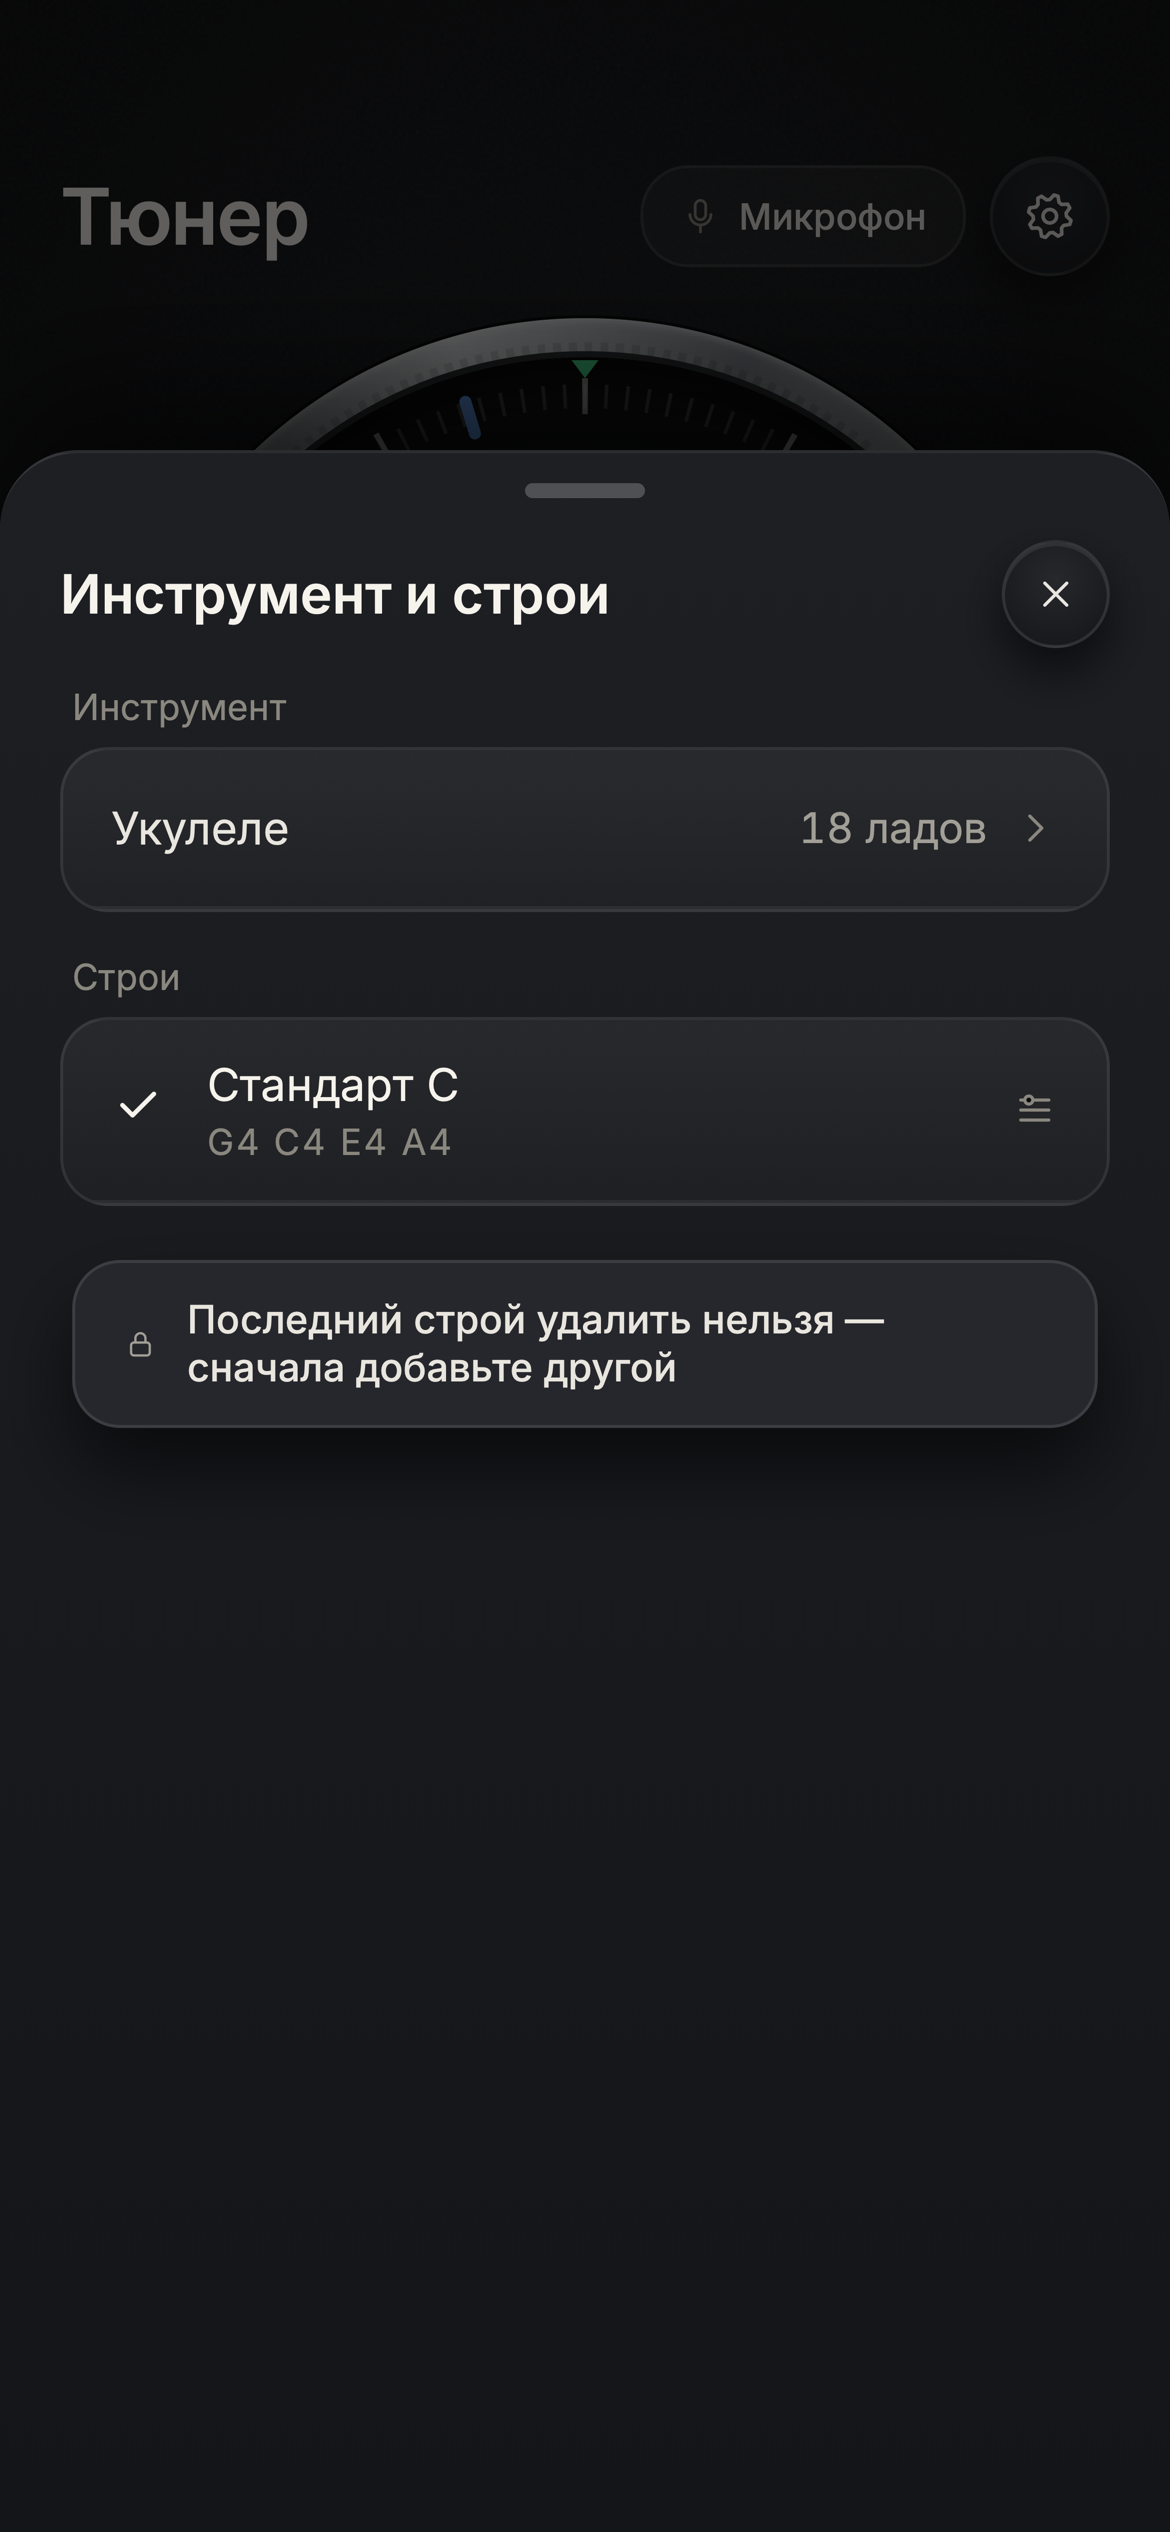 Тюнер
Микрофон
Инструмент и строи
Инструмент
Укулеле
18 ладов
Строи
Стандарт C
G4 C4 E4 A4
Последний строй удалить нельзя —
сначала добавьте другой